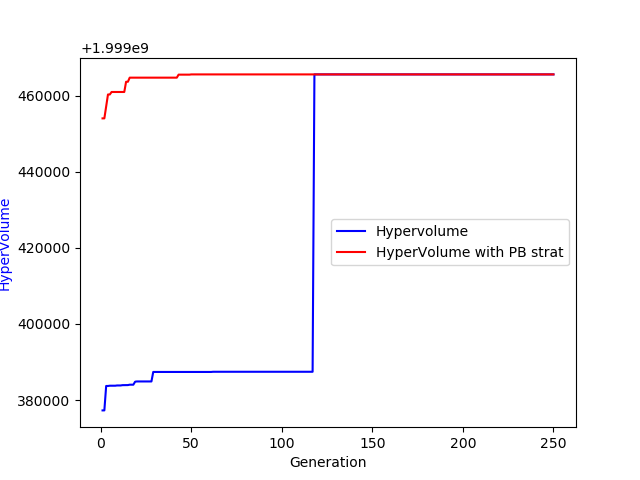 +1.999e9
460000
440000
420000
400000
380000
HyperVolume
Hypervolume
HyperVolume with PB strat
0 50 100 150 200 250
Generation